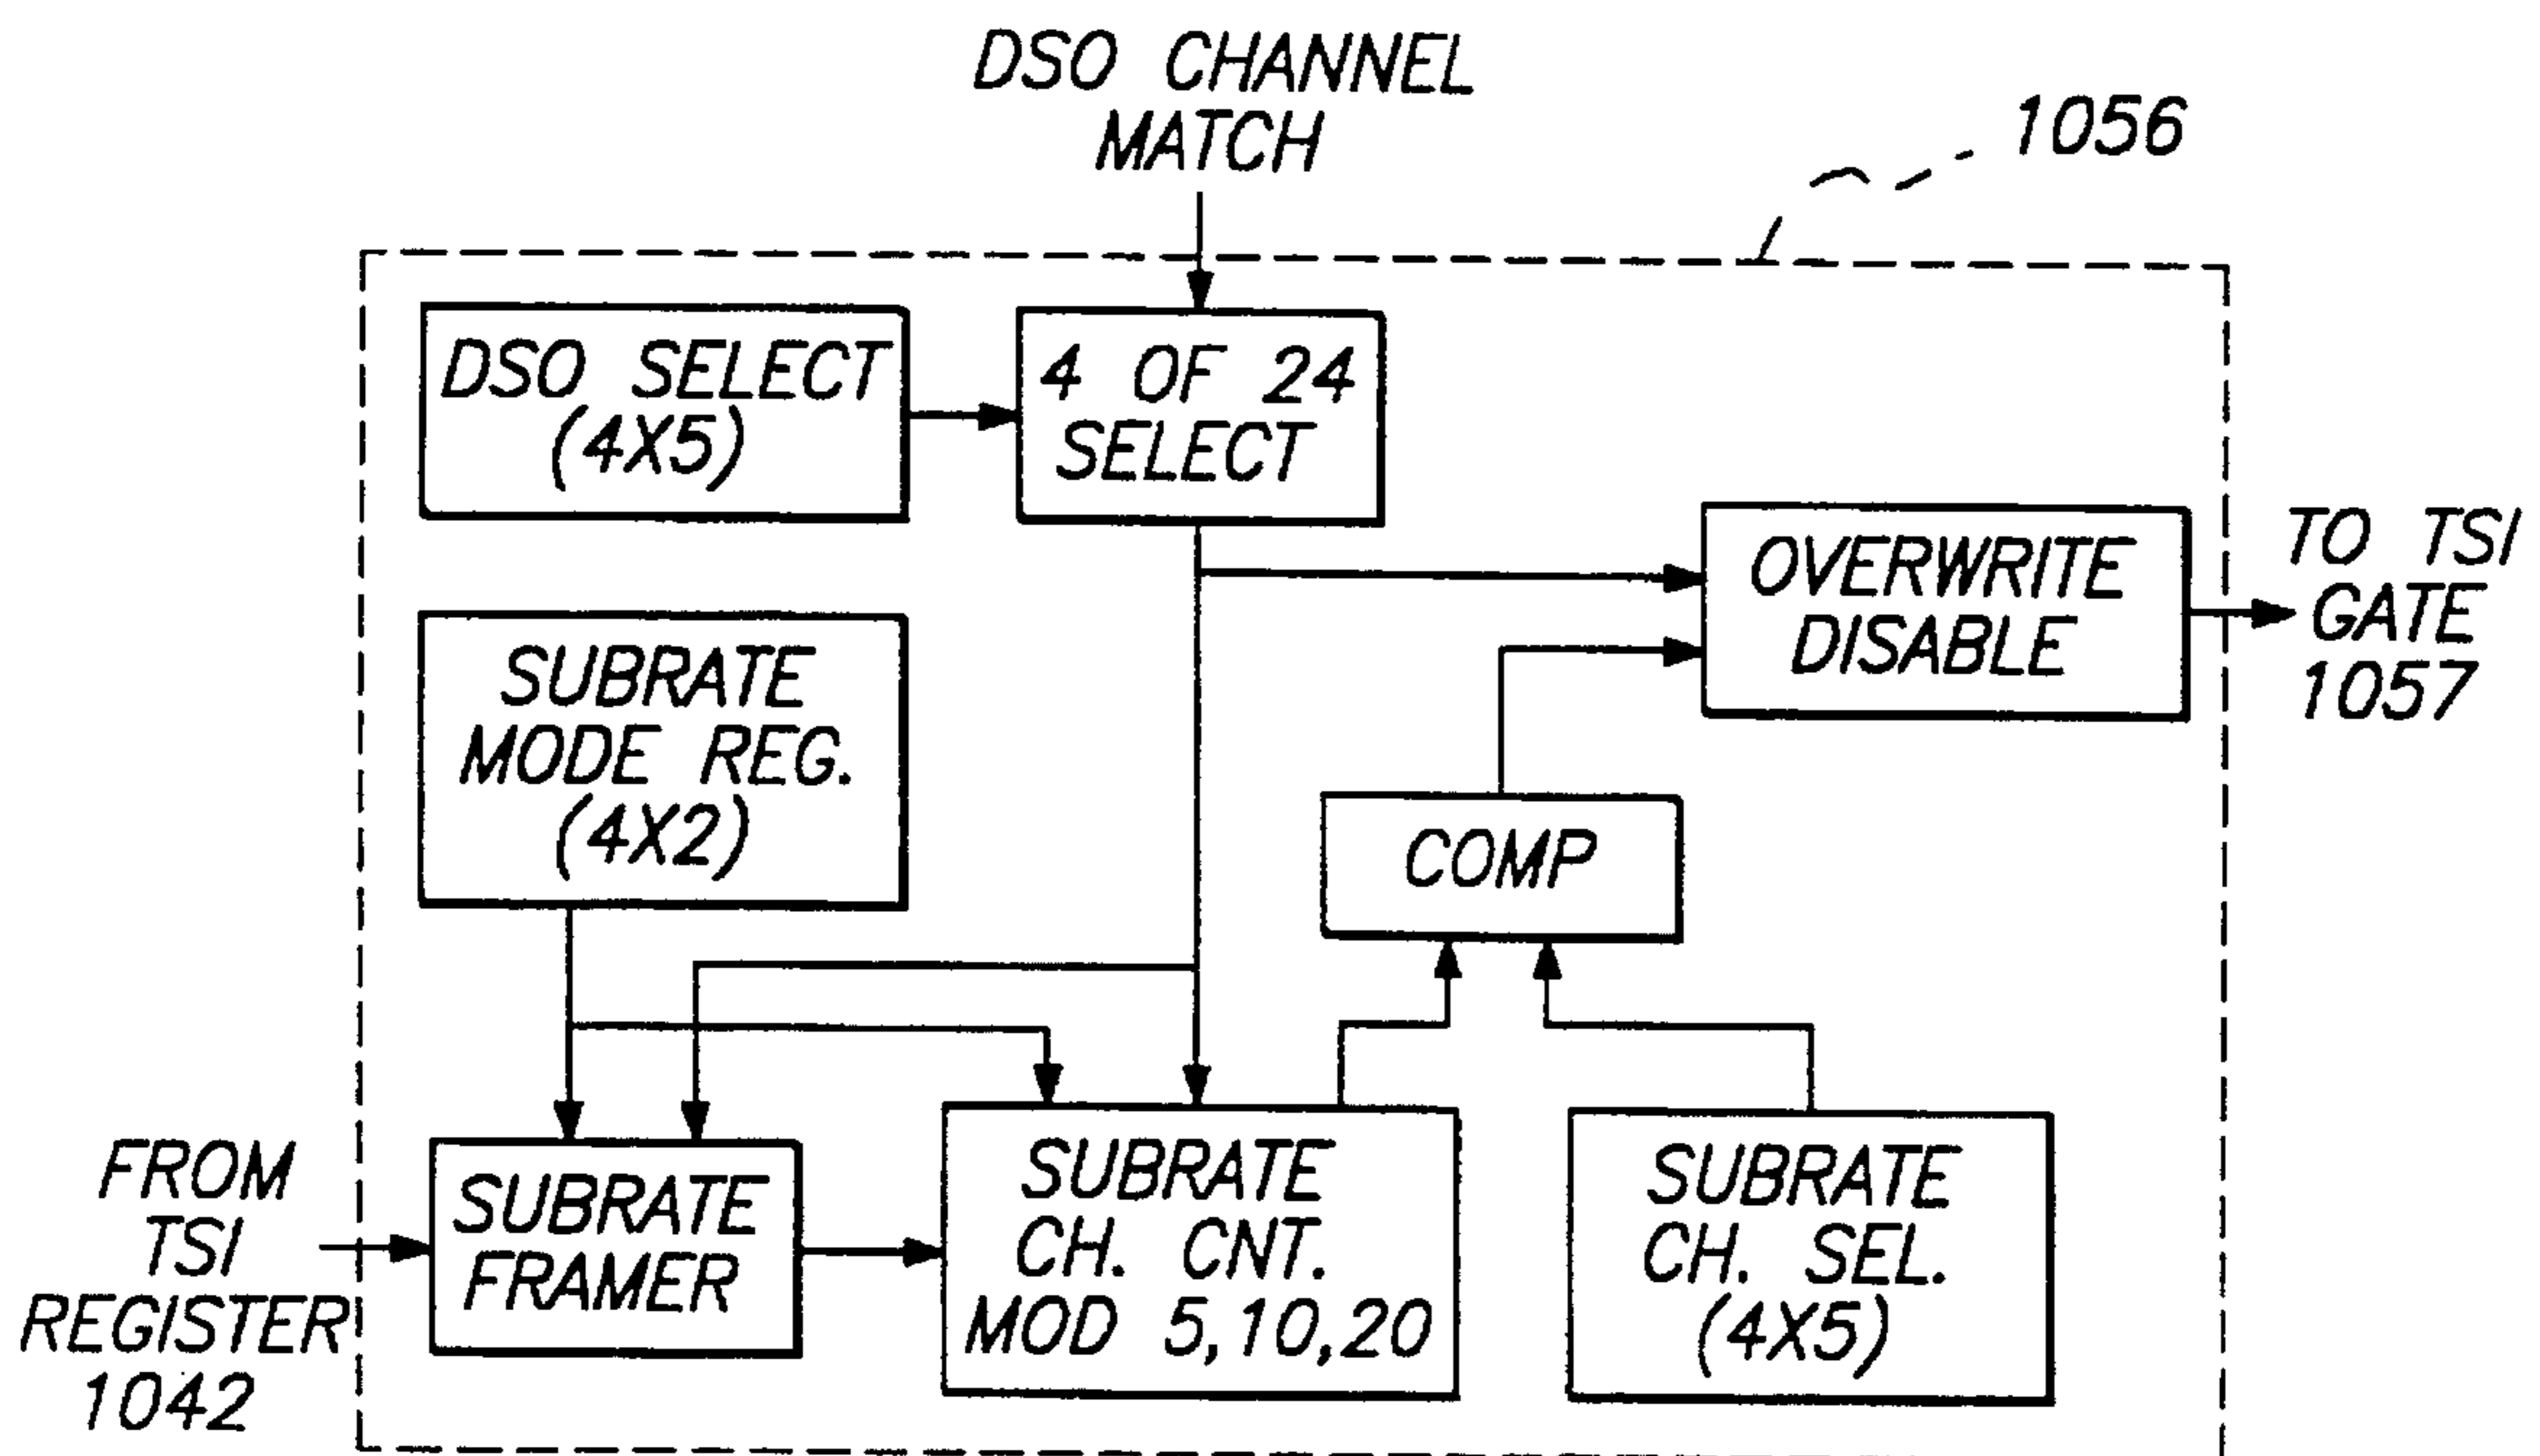 DSO CHANNEL
MATCH
1056
DSO SELECT
(4X5)
4 OF 24
SELECT
OVERWRITE
DISABLE
TO TSI
GATE
1057
SUBRATE
MODE REG.
(4X2)
COMP
FROM
TSI
REGISTER
1042
SUBRATE
FRAMER
SUBRATE
CH. CNT.
MOD 5,10,20
SUBRATE
CH. SEL.
(4X5)